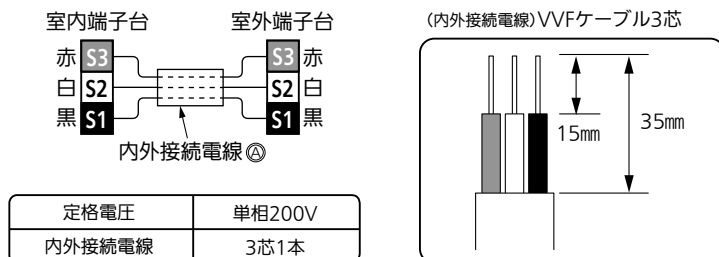 室内端子台 室外端子台
赤 S3 S3 赤
白 S2 S2 白
黒 S1 S1 黒
内外接続電線Ⓐ
定格電圧 単相200V
内外接続電線 3芯1本
(内外接続電線)VVFケーブル3芯
15mm
35mm